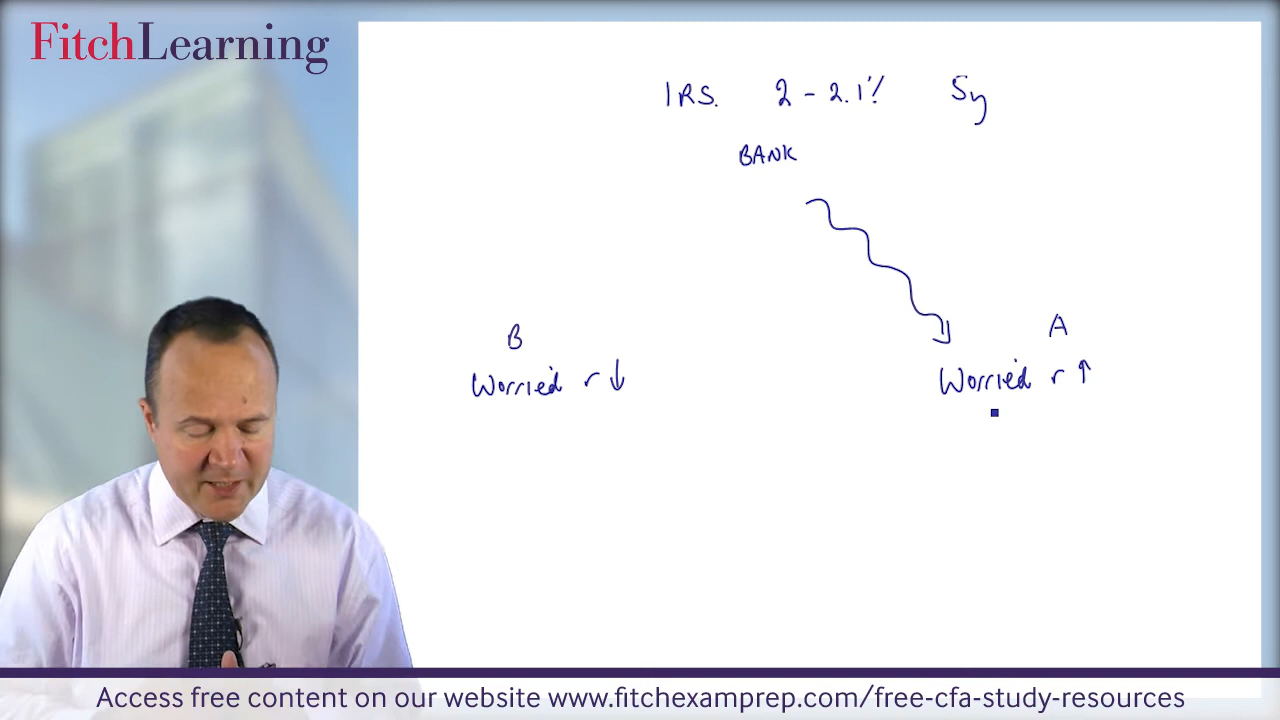 FitchLearning
IRS. 2 - 2.1% 5y
BANK
B
Worried r ↓
A
Worried r ↑
Access free content on our website www.fitchexamprep.com/free-cfa-study-resources